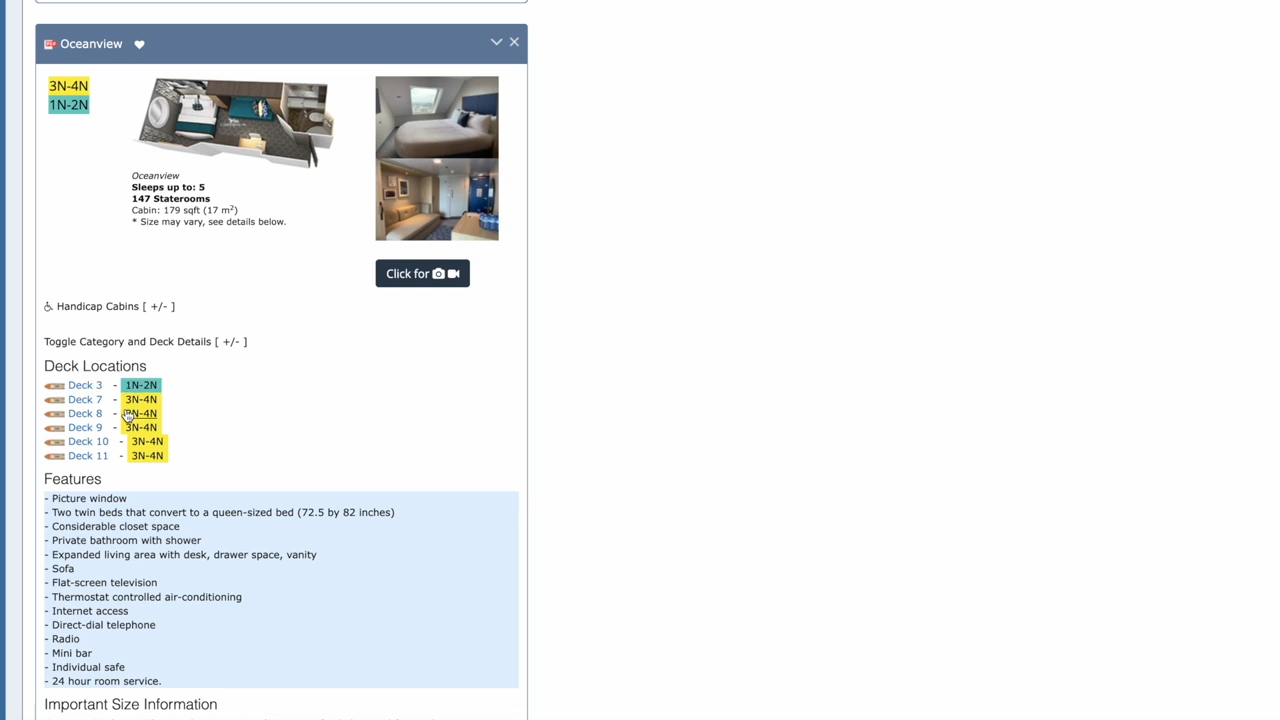 Oceanview
3N-4N
1N-2N
Oceanview
Sleeps up to: 5
147 Staterooms
Cabin: 179 sqft (17 m²)
* Size may vary, see details below.
Click for
Handicap Cabins [ +/- ]
Toggle Category and Deck Details [ +/- ]
Deck Locations
Deck 3 - 1N-2N
Deck 7 - 3N-4N
Deck 8 - 3N-4N
Deck 9 - 3N-4N
Deck 10 - 3N-4N
Deck 11 - 3N-4N
Features
- Picture window
- Two twin beds that convert to a queen-sized bed (72.5 by 82 inches)
- Considerable closet space
- Private bathroom with shower
- Expanded living area with desk, drawer space, vanity
- Sofa
- Flat-screen television
- Thermostat controlled air-conditioning
- Internet access
- Direct-dial telephone
- Radio
- Mini bar
- Individual safe
- 24 hour room service.
Important Size Information